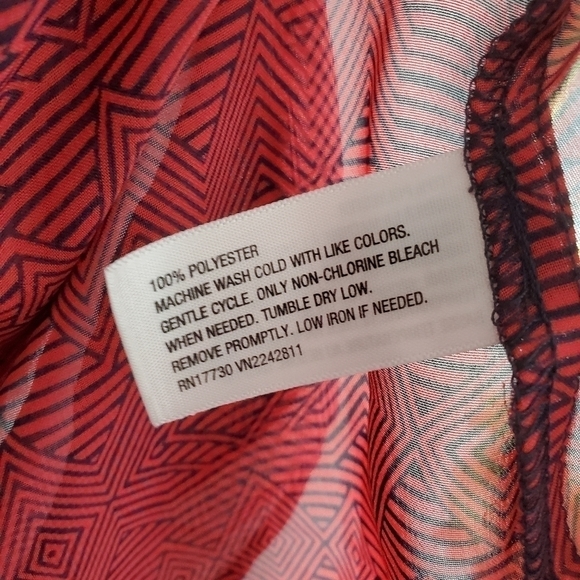 100% POLYESTER
MACHINE WASH COLD WITH LIKE COLORS.
GENTLE CYCLE. ONLY NON-CHLORINE BLEACH
WHEN NEEDED. TUMBLE DRY LOW.
REMOVE PROMPTLY. LOW IRON IF NEEDED.
RN17730 VN2242811